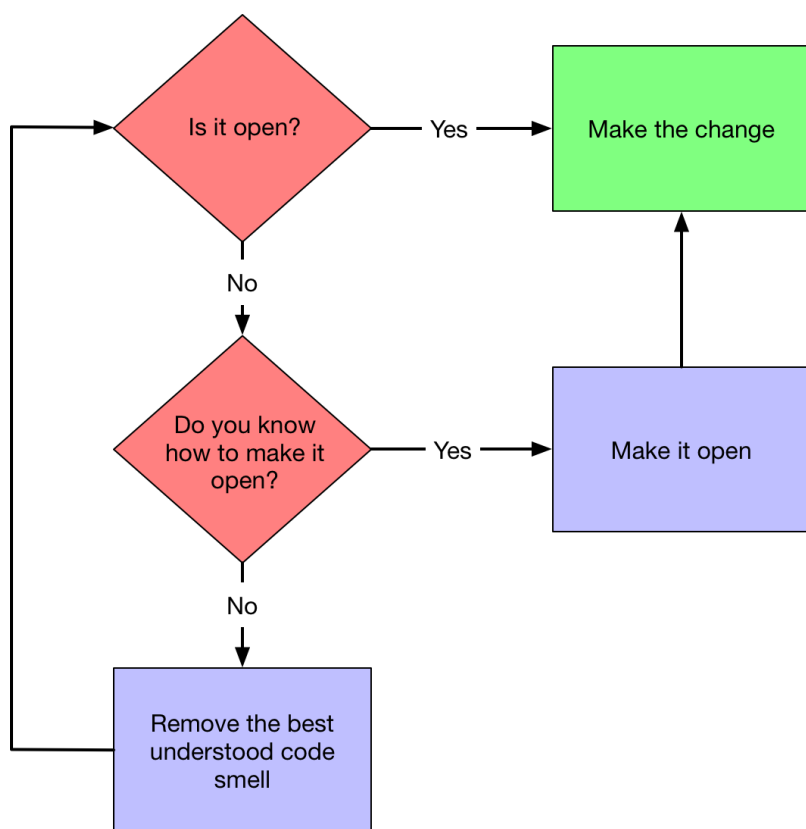 Is it open?
Yes
Make the change
No
Do you know
how to make it
open?
Yes
Make it open
No
Remove the best
understood code
smell